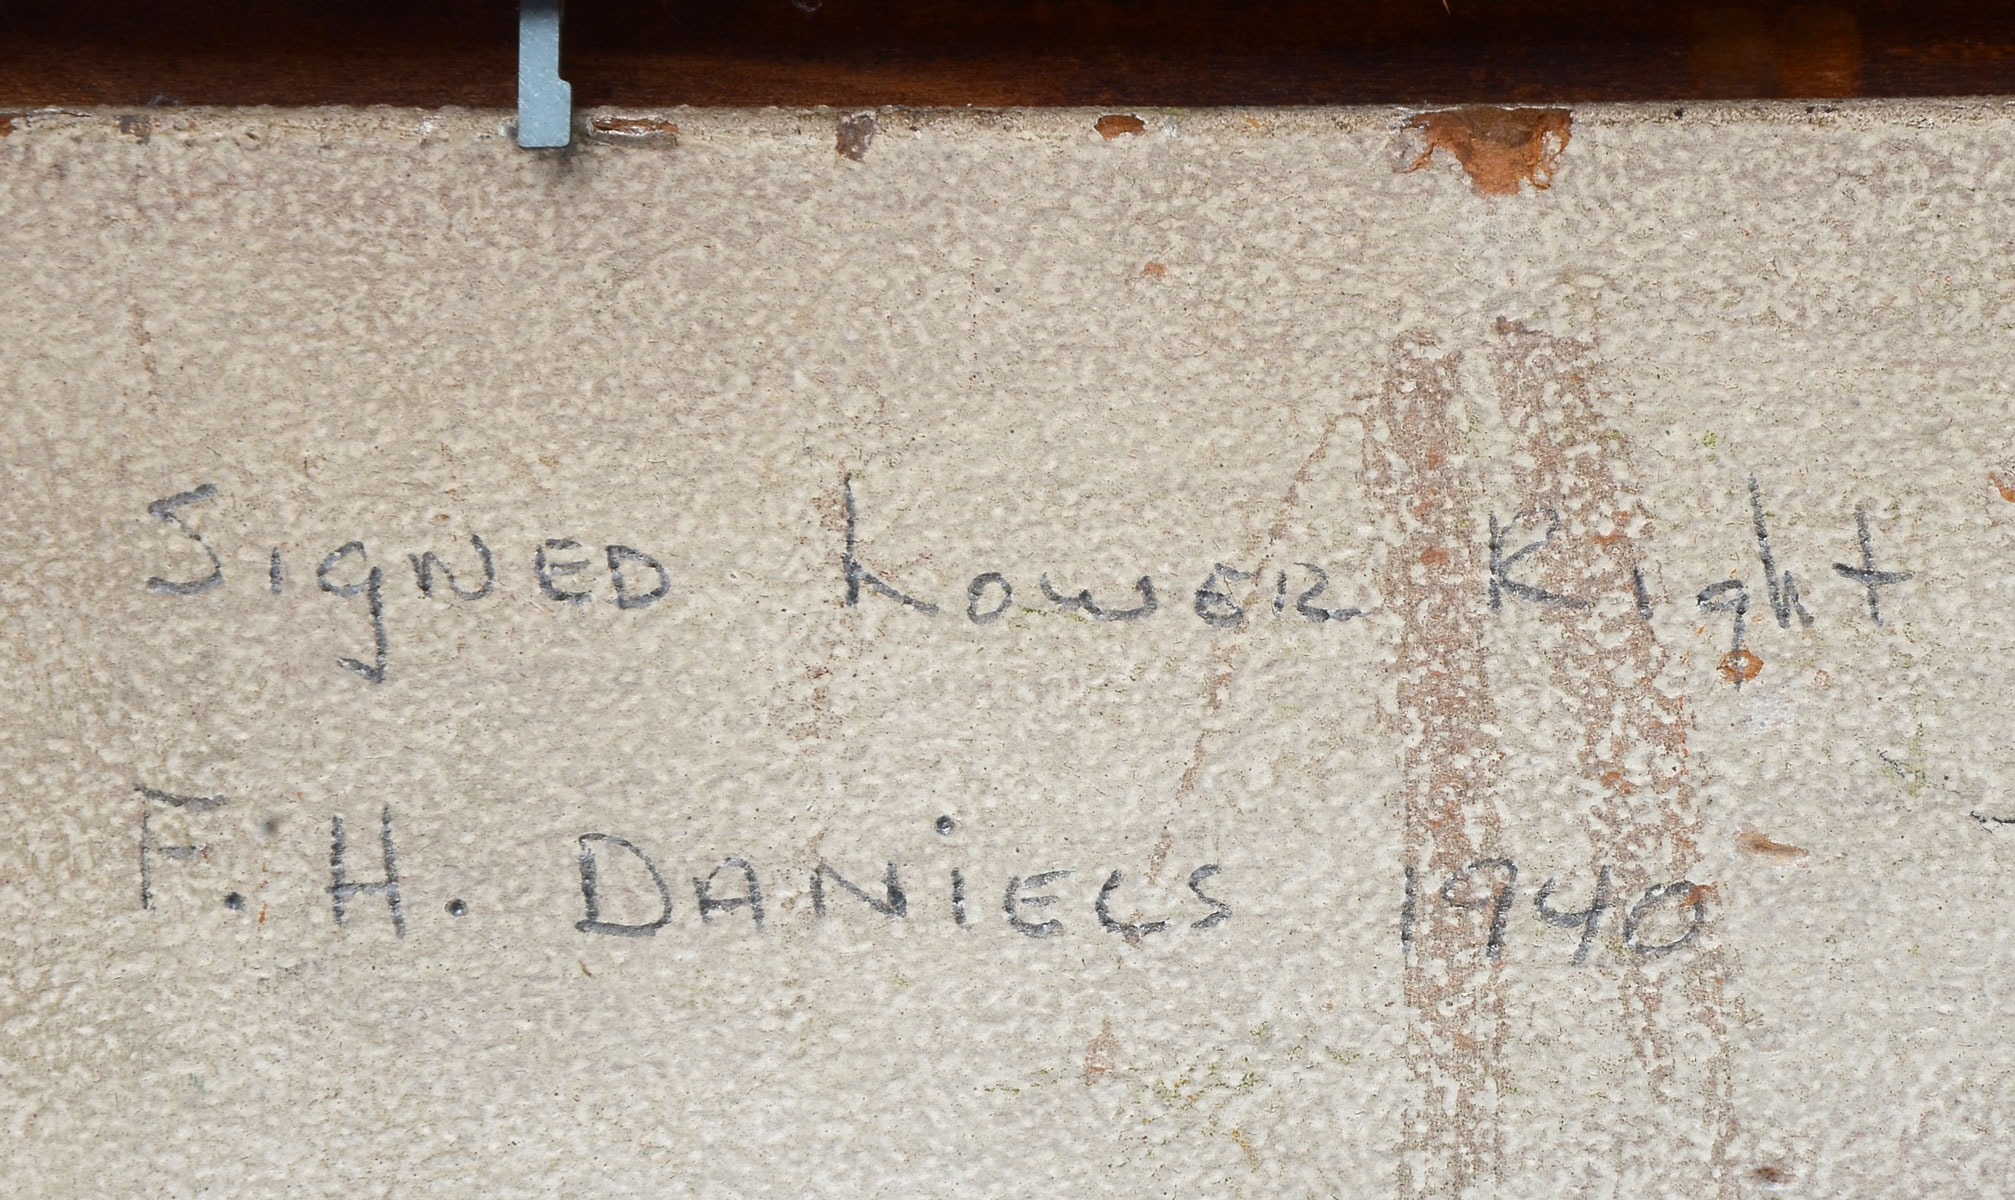 Signed Lower Right
F. H. Daniels 1940